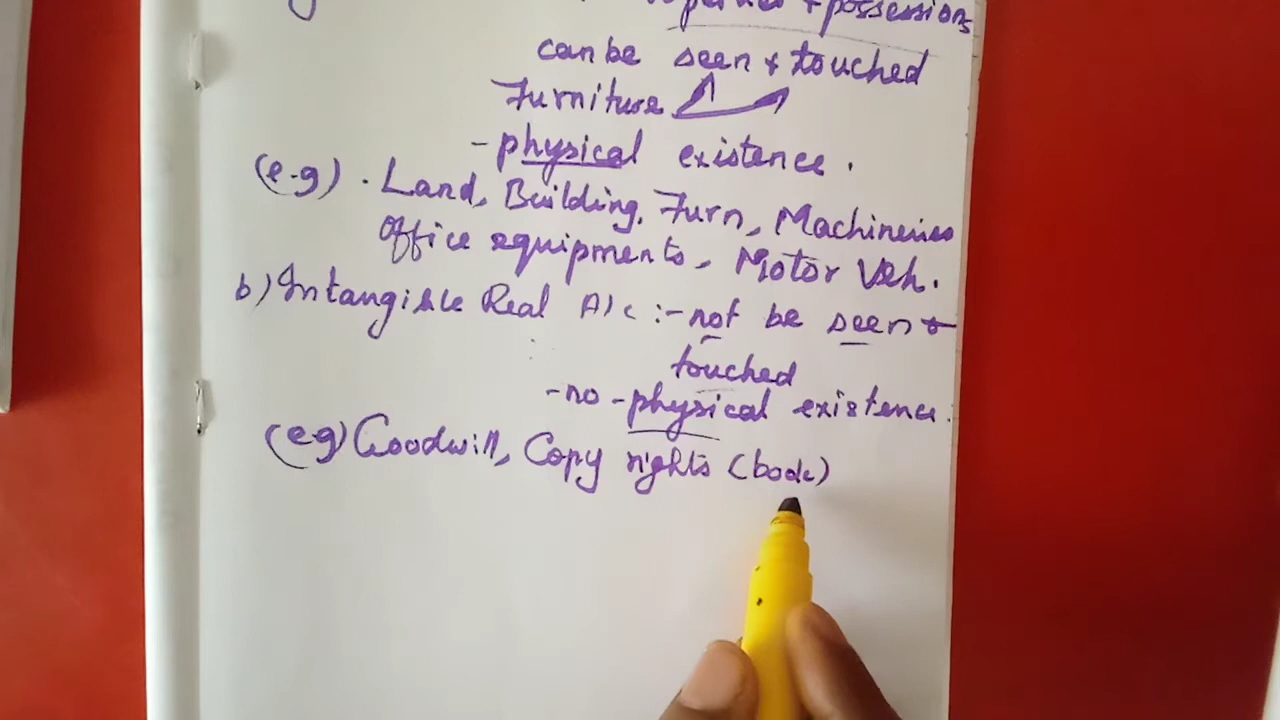 + possessions
can be seen & touched
Furniture
- physical existence.
(e.g) . Land, Building, Furn, Machineries
Office equipments, Motor Veh.
b) Intangible Real A/c :- not be seen &
touched
- no - physical existence.
(eg) Goodwill, Copy rights (book)